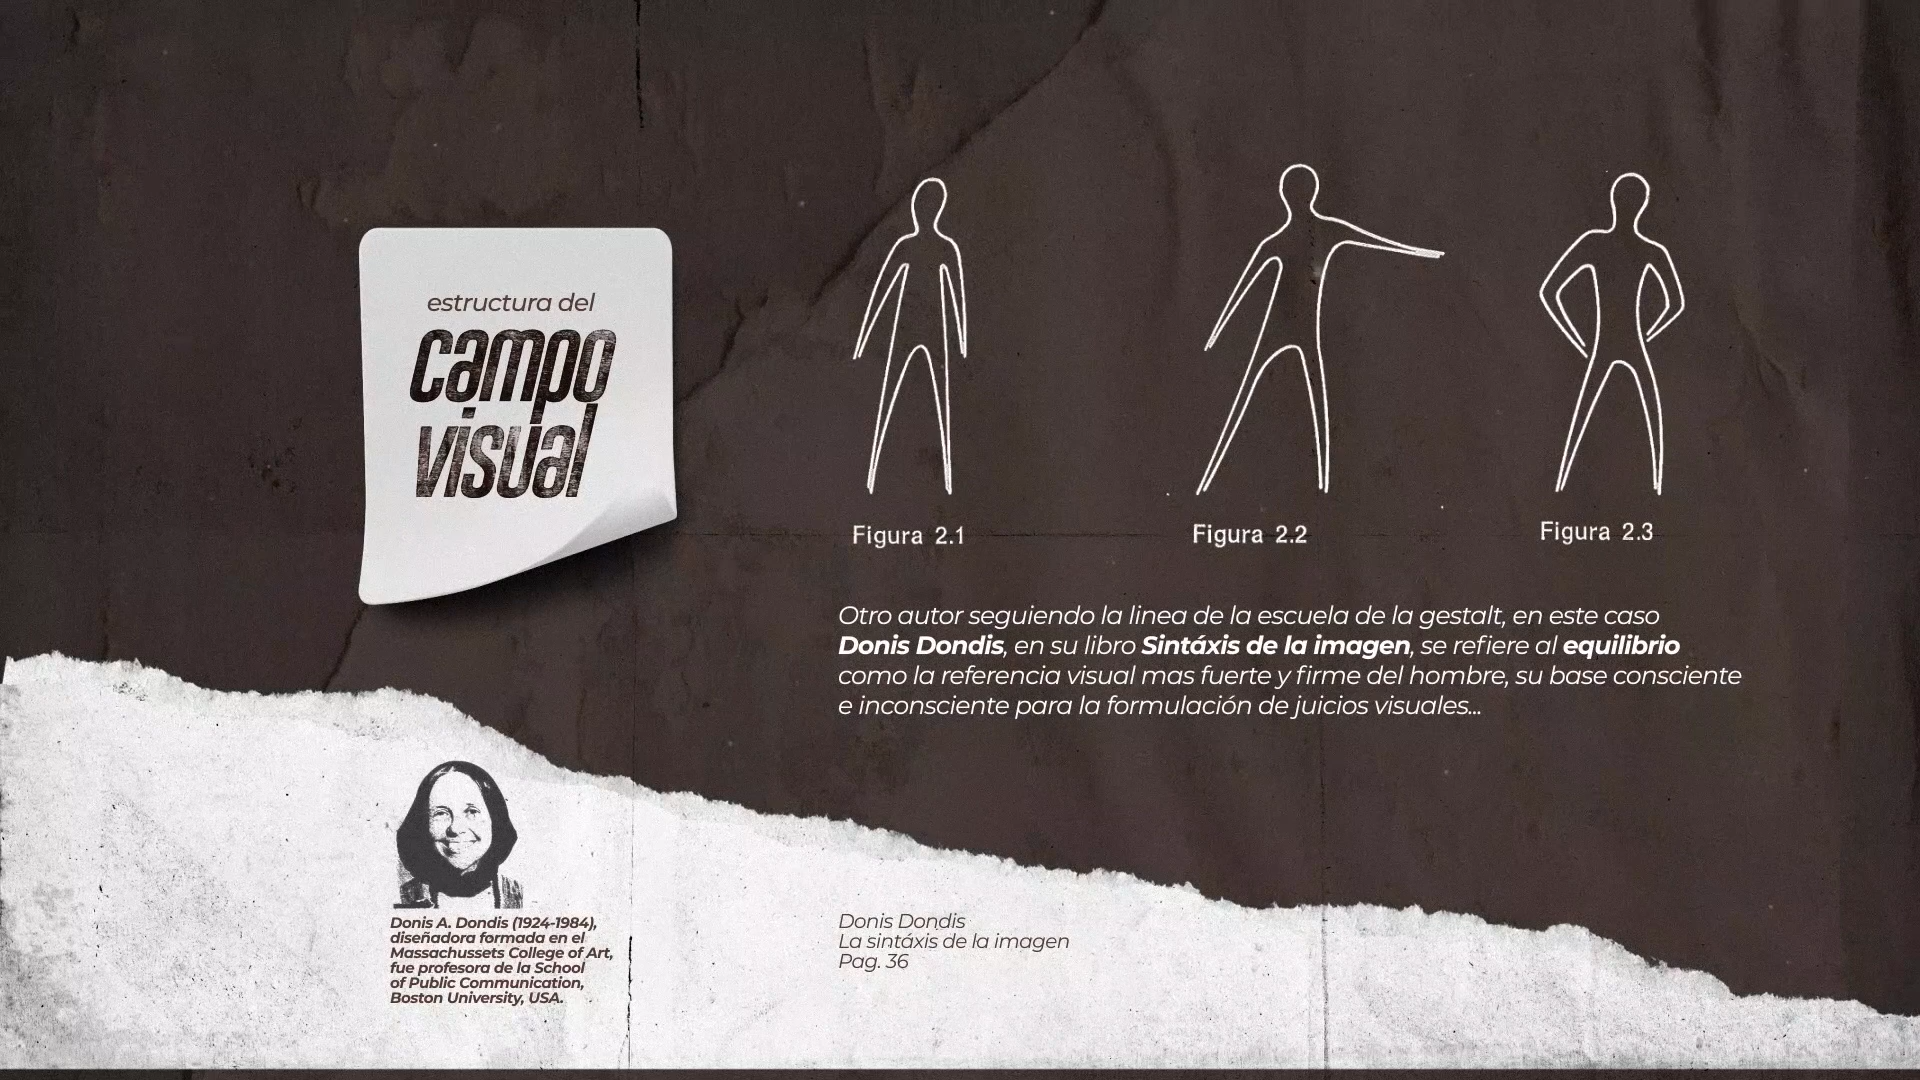 estructura del
campo
visual
Figura 2.1
Figura 2.2
Figura 2.3
Otro autor seguiendo la linea de la escuela de la gestalt, en este caso
Donis Dondis, en su libro Sintáxis de la imagen, se refiere al equilibrio
como la referencia visual mas fuerte y firme del hombre, su base consciente
e inconsciente para la formulación de juicios visuales...
Donis A. Dondis (1924-1984),
diseñadora formada en el
Massachussets College of Art,
fue profesora de la School
of Public Communication,
Boston University, USA.
Donis Dondis
La sintáxis de la imagen
Pag. 36